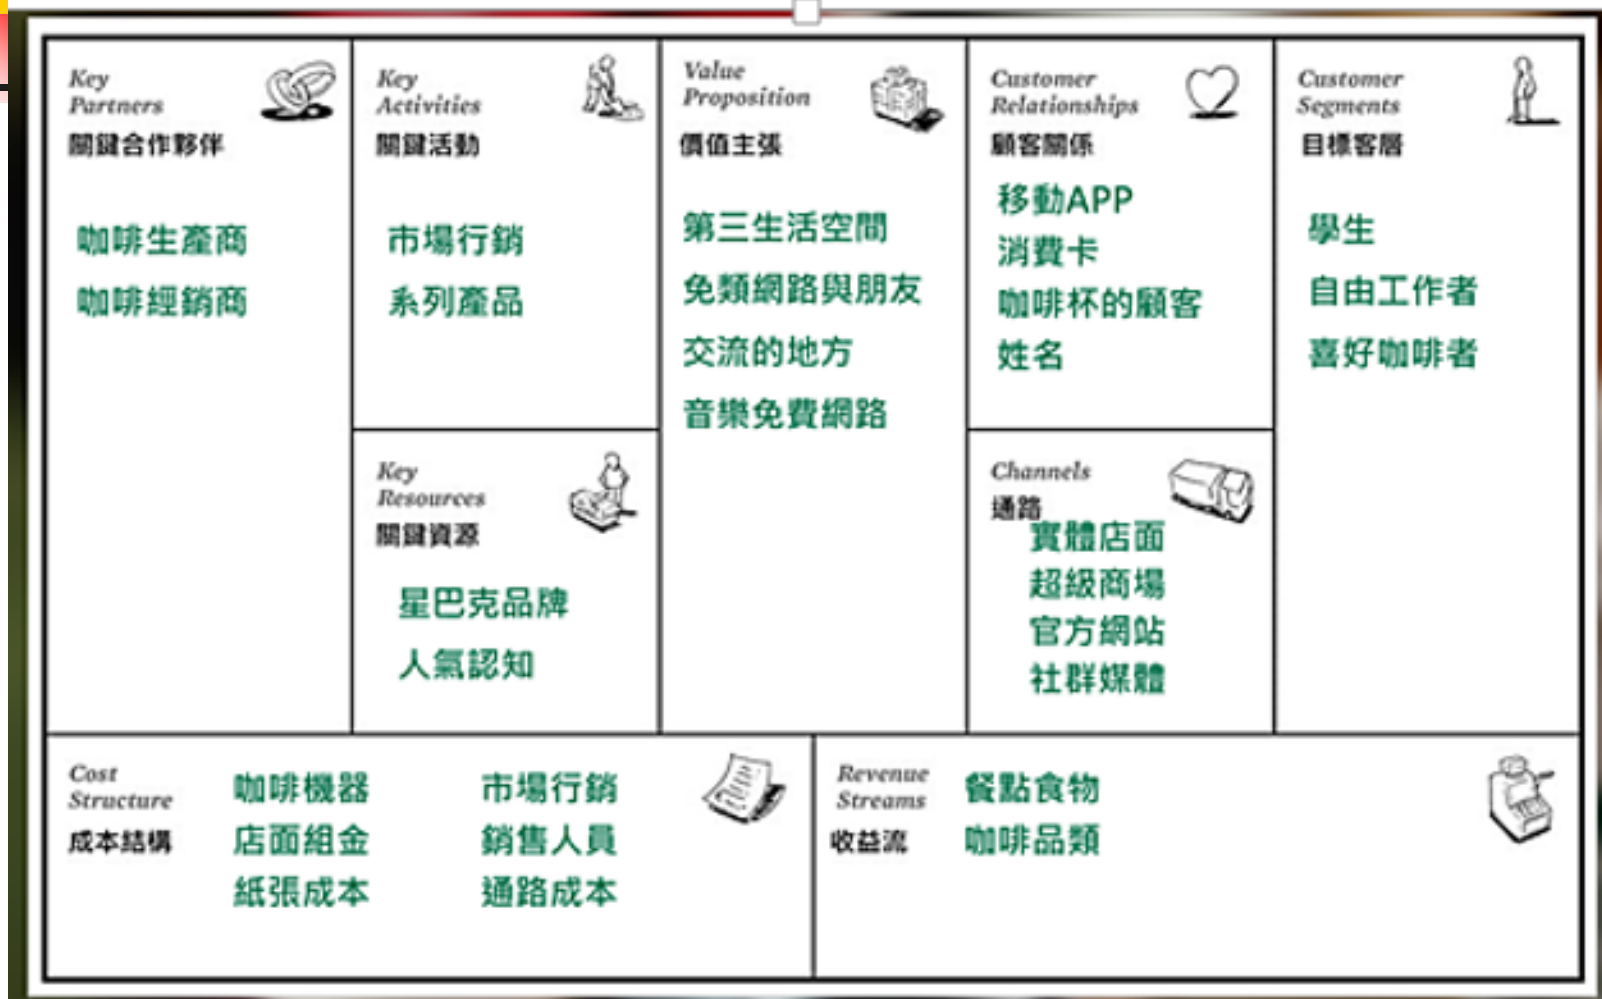 Key
Partners
關鍵合作夥伴
咖啡生產商
咖啡經銷商
Key
Activities
關鍵活動
市場行銷
系列產品
Key
Resources
關鍵資源
星巴克品牌
人氣認知
Value
Proposition
價值主張
第三生活空間
免類網路與朋友
交流的地方
音樂免費網路
Customer
Relationships
顧客關係
移動APP
消費卡
咖啡杯的顧客
姓名
Channels
通路
實體店面
超級商場
官方網站
社群媒體
Customer
Segments
目標客層
學生
自由工作者
喜好咖啡者
Cost
Structure
成本結構
咖啡機器
店面組金
紙張成本
市場行銷
銷售人員
通路成本
Revenue
Streams
收益流
餐點食物
咖啡品類